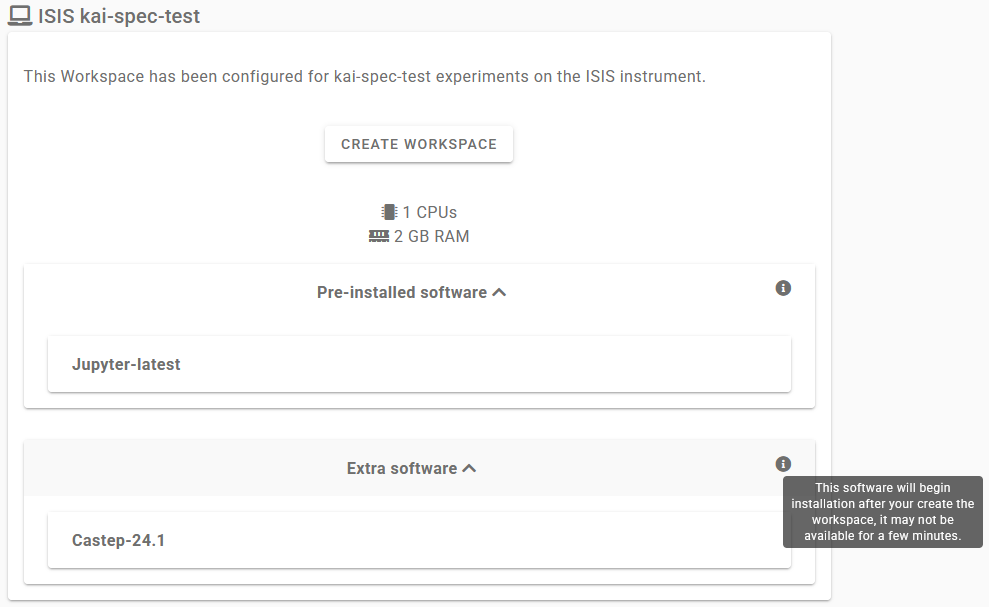 ISIS kai-spec-test
This Workspace has been configured for kai-spec-test experiments on the ISIS instrument.
CREATE WORKSPACE
1 CPUs
2 GB RAM
Pre-installed software
Jupyter-latest
Extra software
This software will begin
installation after your create the
workspace, it may not be
available for a few minutes.
Castep-24.1